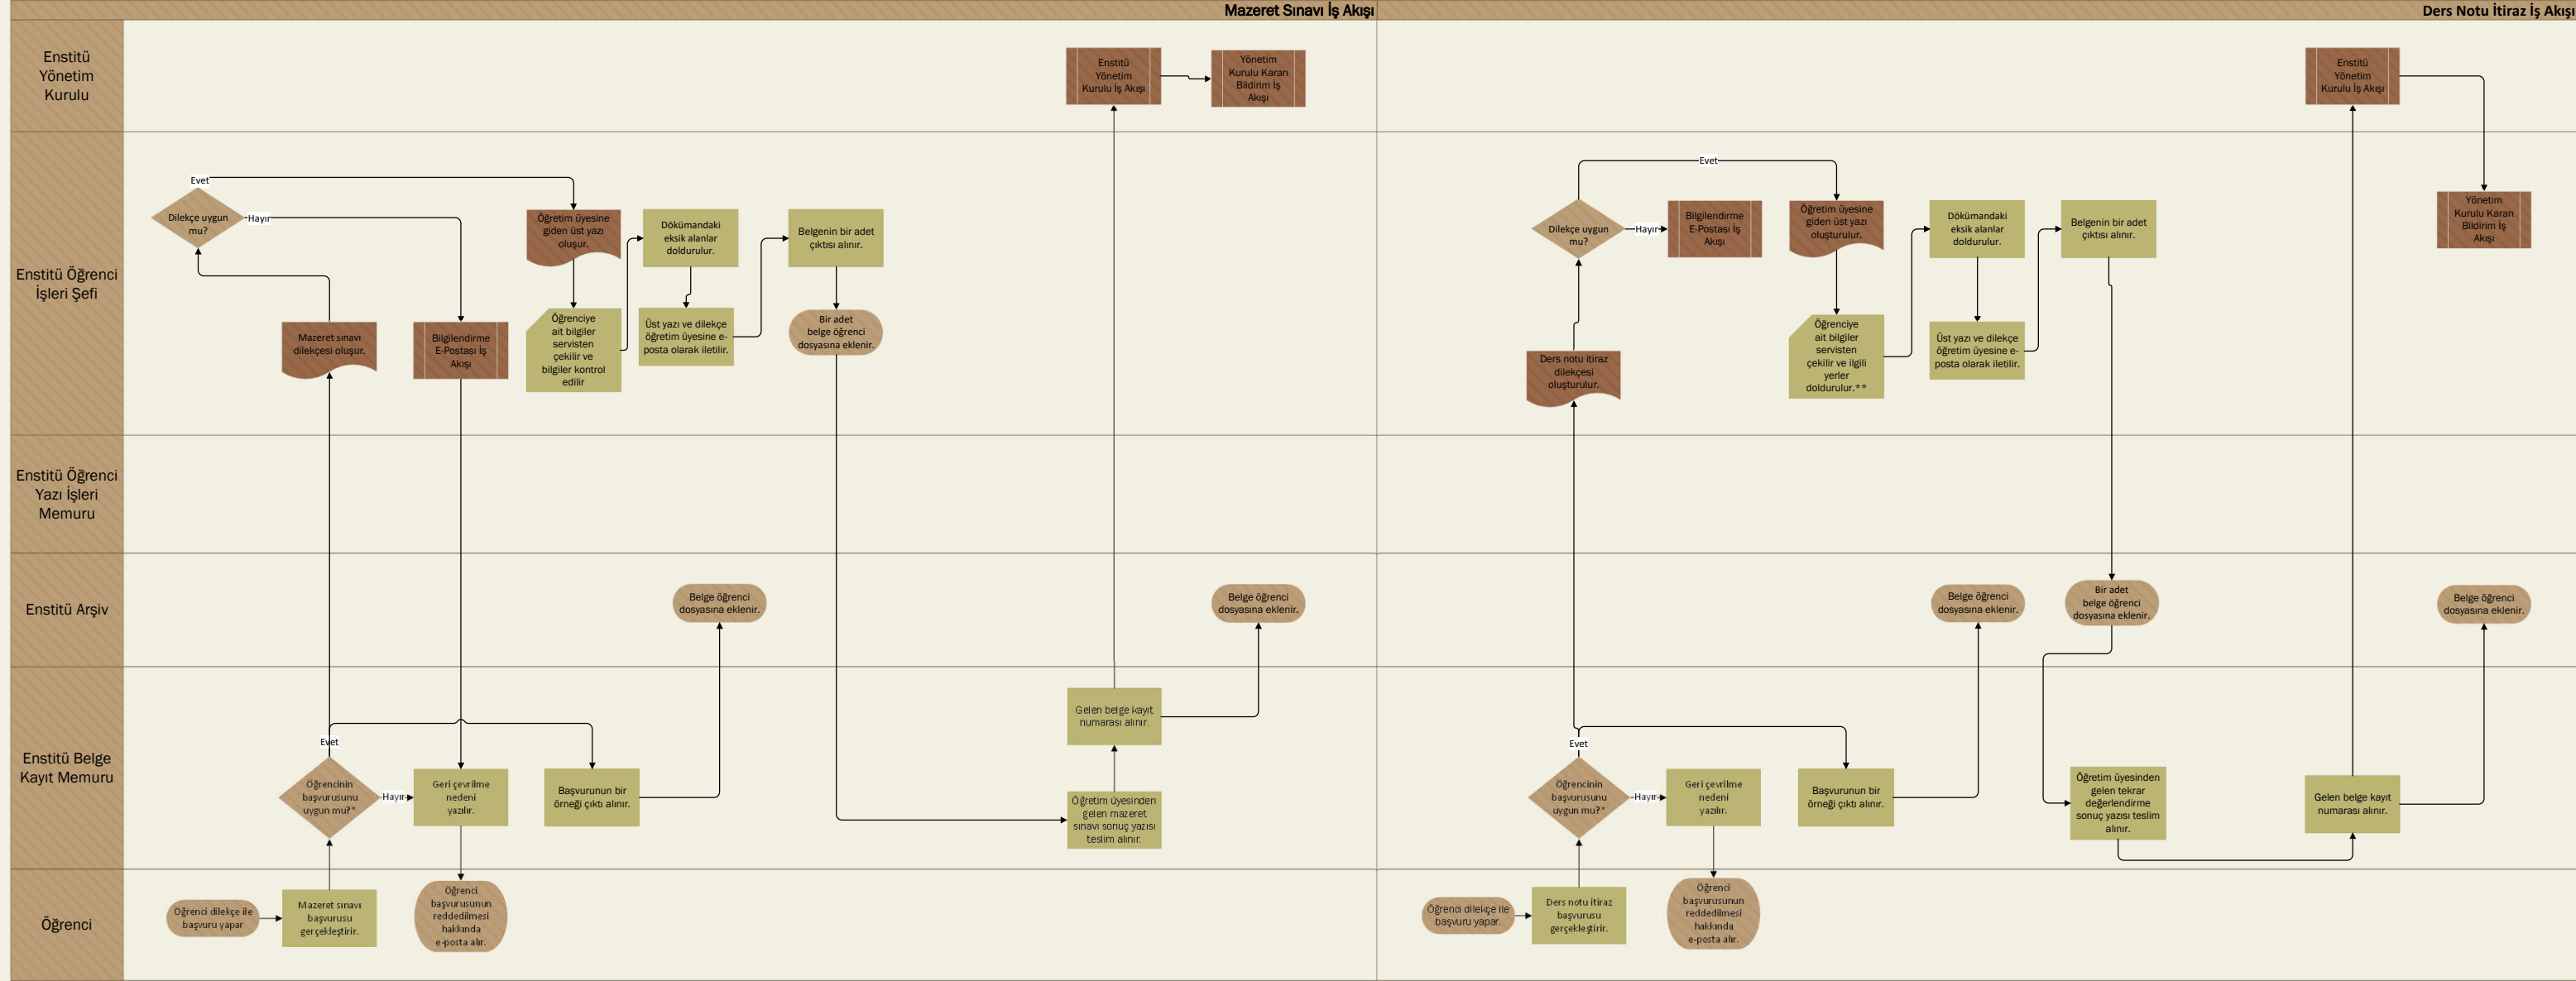 Mazeret Sınavı İş Akışı
Ders Notu İtiraz İş Akışı
Enstitü
Yönetim
Kurulu
Enstitü
Yönetim
Kurulu İş Akışı
Yönetim
Kurulu Kararı
Bildirim İş
Akışı
Enstitü
Yönetim
Kurulu İş Akışı
Enstitü Öğrenci
İşleri Şefi
Evet
Dilekçe uygun
mu?
Hayır
Mazeret sınavı
dilekçesi oluşur.
Bilgilendirme
E-Postası İş
Akışı
Öğretim üyesine
giden üst yazı
oluşur.
Öğrenciye
ait bilgiler
servisten
çekilir ve
bilgiler kontrol
edilir
Dökümandaki
eksik alanlar
doldurulur.
Üst yazı ve dilekçe
öğretim üyesine e-
posta olarak iletilir.
Belgenin bir adet
çıktısı alınır.
Bir adet
belge öğrenci
dosyasına eklenir.
Evet
Dilekçe uygun
mu?
Hayır
Bilgilendirme
E-Postası İş
Akışı
Ders notu itiraz
dilekçesi
oluşturulur.
Öğretim üyesine
giden üst yazı
oluşturulur.
Öğrenciye
ait bilgiler
servisten
çekilir ve ilgili
yerler
doldurulur.**
Dökümandaki
eksik alanlar
doldurulur.
Üst yazı ve dilekçe
öğretim üyesine e-
posta olarak iletilir.
Belgenin bir adet
çıktısı alınır.
Yönetim
Kurulu Kararı
Bildirim İş
Akışı
Enstitü Öğrenci
Yazı İşleri
Memuru
Enstitü Arşiv
Belge öğrenci
dosyasına eklenir.
Belge öğrenci
dosyasına eklenir.
Belge öğrenci
dosyasına eklenir.
Bir adet
belge öğrenci
dosyasına eklenir.
Belge öğrenci
dosyasına eklenir.
Enstitü Belge
Kayıt Memuru
Evet
Öğrencinin
başvurusunu
uygun mu?*
Hayır
Geri çevrilme
nedeni
yazılır.
Başvurunun bir
örneği çıktı alınır.
Gelen belge kayıt
numarası alınır.
Öğretim üyesinden
gelen mazeret
sınavı sonuç yazısı
teslim alınır.
Evet
Öğrencinin
başvurusunu
uygun mu?*
Hayır
Geri çevrilme
nedeni
yazılır.
Başvurunun bir
örneği çıktı alınır.
Öğretim üyesinden
gelen tekrar
değerlendirme
sonuç yazısı teslim
alınır.
Gelen belge kayıt
numarası alınır.
Öğrenci
Öğrenci dilekçe ile
başvuru yapar
Mazeret sınavı
başvurusu
gerçekleştirir.
Öğrenci
başvurusunun
reddedilmesi
hakkında
e-posta alır.
Öğrenci dilekçe ile
başvuru yapar.
Ders notu itiraz
başvurusu
gerçekleştirir.
Öğrenci
başvurusunun
reddedilmesi
hakkında
e-posta alır.